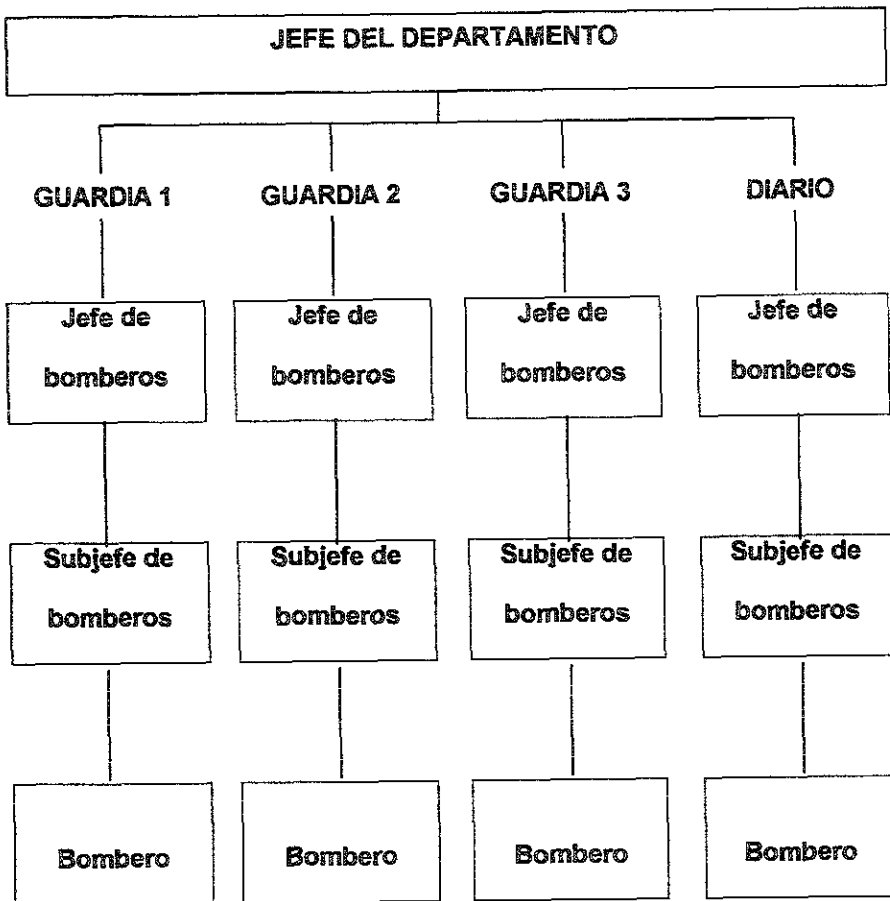 JEFE DEL DEPARTAMENTO
GUARDIA 1 GUARDIA 2 GUARDIA 3 DIARIO
Jefe de Jefe de Jefe de Jefe de
bomberos bomberos bomberos bomberos
Subjefe de Subjefe de Subjefe de Subjefe de
bomberos bomberos bomberos bomberos
Bombero Bombero Bombero Bombero